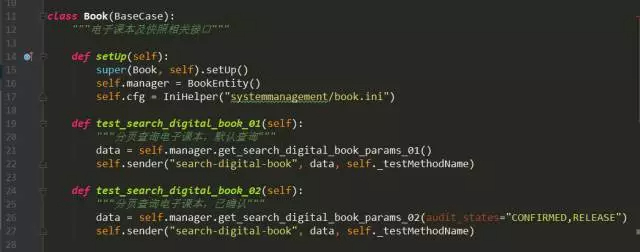 10
11 class Book(BaseCase):
12 """电子课本及快照相关接口"""
13
14 def setUp(self):
15 super(Book, self).setUp()
16 self.manager = BookEntity()
17 self.cfg = IniHelper("systemmanagement/book.ini")
18
19 def test_search_digital_book_01(self):
20 """分页查询电子课本，默认查询"""
21 data = self.manager.get_search_digital_book_params_01()
22 self.sender("search-digital-book", data, self._testMethodName)
23
24 def test_search_digital_book_02(self):
25 """分页查询电子课本，已确认"""
26 data = self.manager.get_search_digital_book_params_02(audit_states="CONFIRMED,RELEASE")
27 self.sender("search-digital-book", data, self._testMethodName)
28